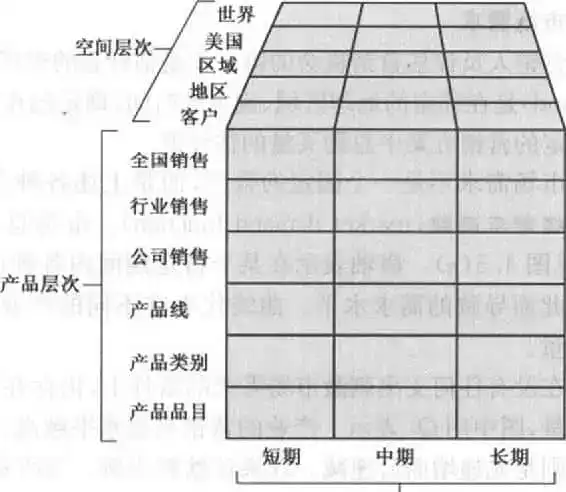 世界
美国
空间层次
区域
地区
客户
全国销售
行业销售
公司销售
产品层次
产品线
产品类别
产品品目
短期 中期 长期